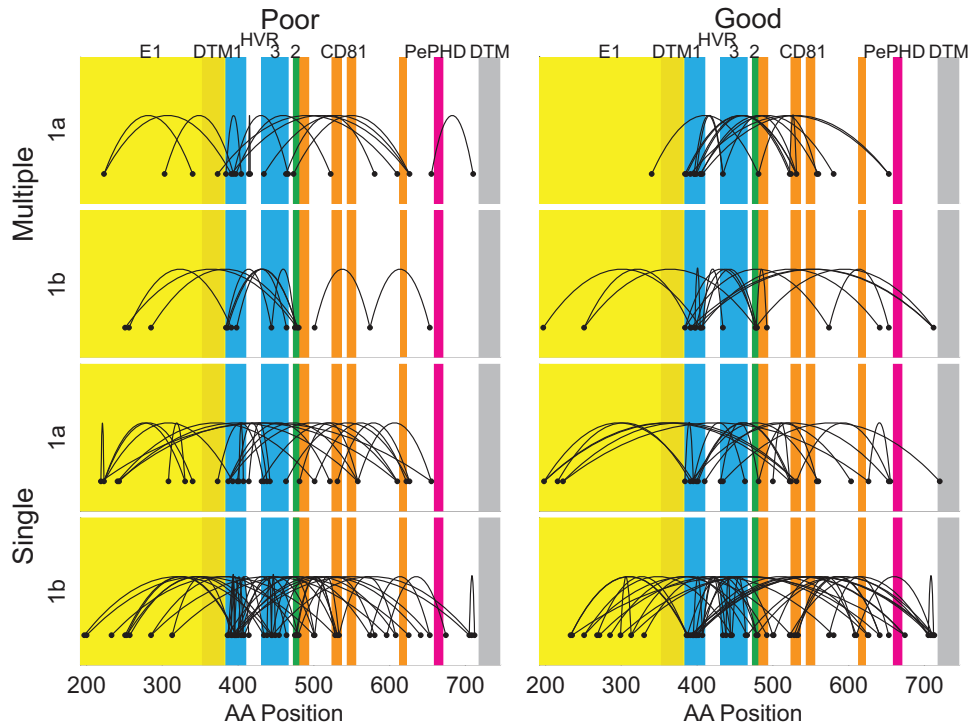 Poor Good
HVR HVR
E1 DTM1 3 2 CD81 PePHD DTM E1 DTM1 3 2 CD81 PePHD DTM
Multiple
1a
1b
Single
1a
1b
200 300 400 500 600 700 200 300 400 500 600 700
AA Position AA Position